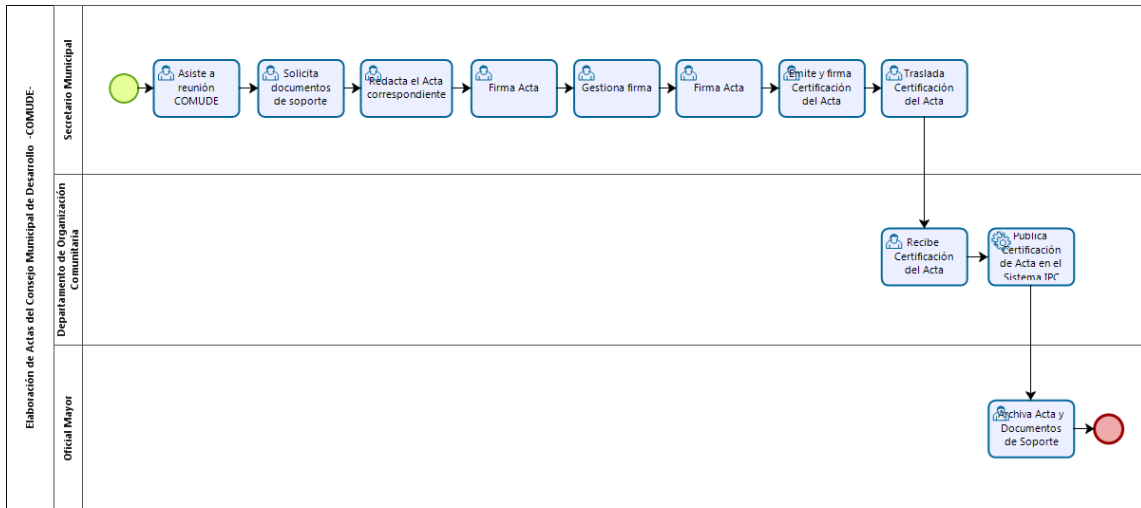 Elaboración de Actas del Consejo Municipal de Desarrollo -COMUDE-
Secretario Municipal
Asiste a
reunión
COMUDE
Solicita
documentos
de soporte
Redacta el Acta
correspondiente
Firma Acta
Gestiona firma
Firma Acta
Emite y firma
Certificación
del Acta
Traslada
Certificación
del Acta
Departamento de Organización
Comunitaria
Recibe
Certificación
del Acta
Publica
Certificación
de Acta en el
Sistema IPC
Oficial Mayor
Archiva Acta y
Documentos
de Soporte